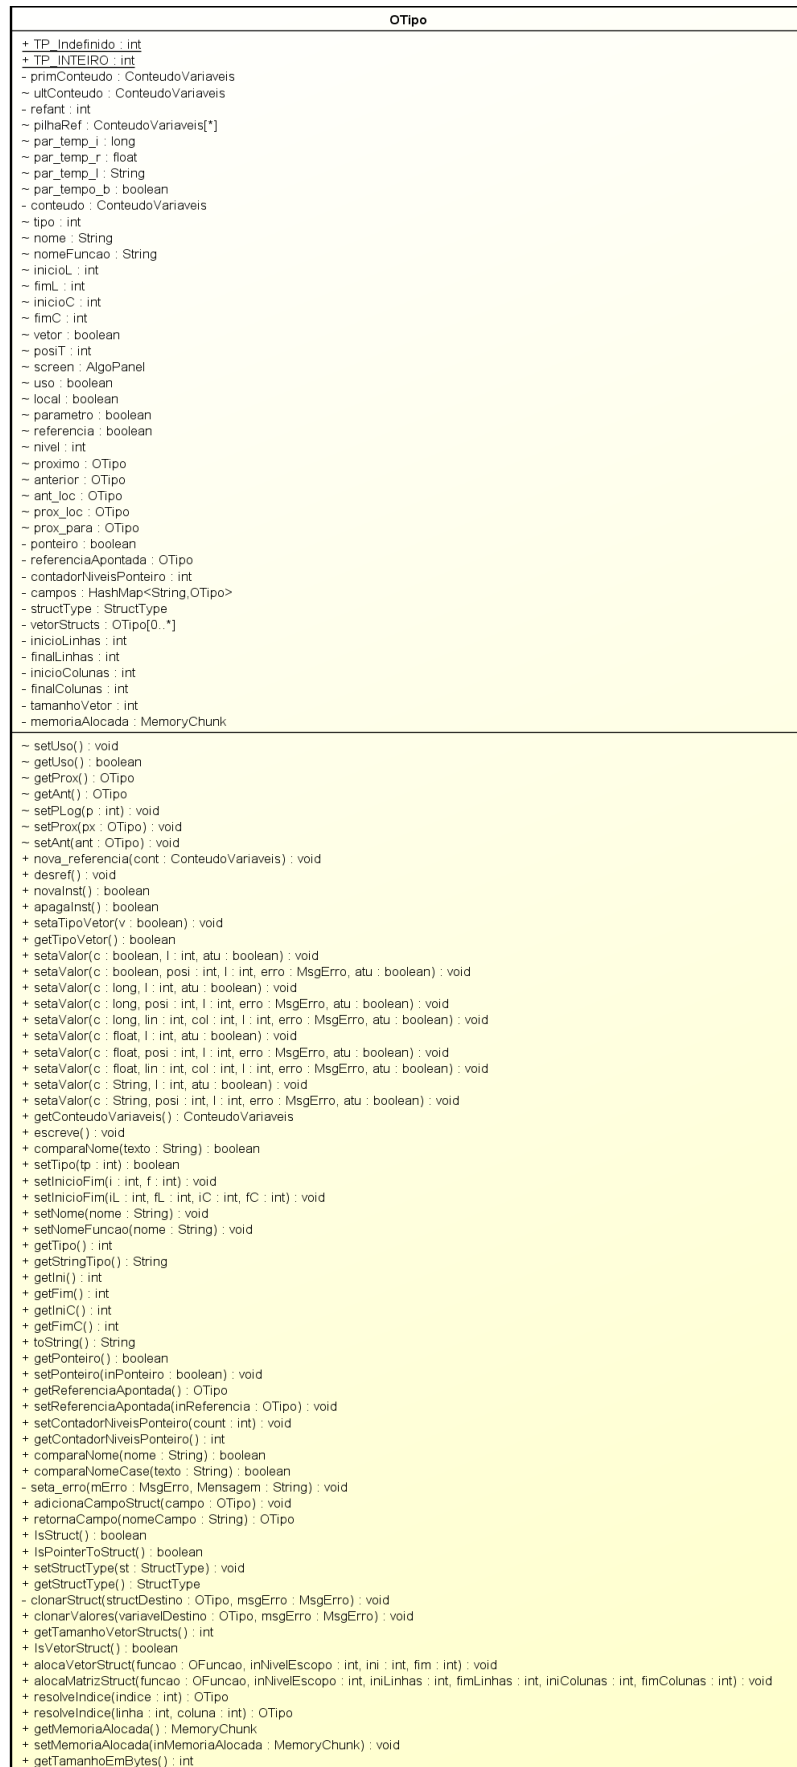 OTipo
+ TP_Indefinido : int
+ TP_INTEIRO : int
- primConteudo : ConteudoVariaveis
~ ultConteudo : ConteudoVariaveis
- refant : int
~ pilhaRef : ConteudoVariaveis[*]
~ par_temp_i : long
~ par_temp_r : float
~ par_temp_l : String
~ par_tempo_b : boolean
- conteudo : ConteudoVariaveis
~ tipo : int
~ nome : String
~ nomeFuncao : String
~ inicioL : int
~ fimL : int
~ inicioC : int
~ fimC : int
~ vetor : boolean
~ posiT : int
~ screen : AlgoPanel
~ uso : boolean
~ local : boolean
~ parametro : boolean
~ referencia : boolean
~ nivel : int
~ proximo : OTipo
~ anterior : OTipo
~ ant_loc : OTipo
~ prox_loc : OTipo
~ prox_para : OTipo
- ponteiro : boolean
- referenciaApontada : OTipo
- contadorNiveisPonteiro : int
- campos : HashMap<String,OTipo>
- structType : StructType
- vetorStructs : OTipo[0..*]
- inicioLinhas : int
- finalLinhas : int
- inicioColunas : int
- finalColunas : int
- tamanhoVetor : int
- memoriaAlocada : MemoryChunk
~ setUso() : void
~ getUso() : boolean
~ getProx() : OTipo
~ getAnt() : OTipo
~ setPLog(p : int) : void
~ setProx(px : OTipo) : void
~ setAnt(ant : OTipo) : void
+ nova_referencia(cont : ConteudoVariaveis) : void
+ desref() : void
+ novaInst() : boolean
+ apagaInst() : boolean
+ setaTipoVetor(v : boolean) : void
+ getTipoVetor() : boolean
+ setaValor(c : boolean, l : int, atu : boolean) : void
+ setaValor(c : boolean, posi : int, l : int, erro : MsgErro, atu : boolean) : void
+ setaValor(c : long, l : int, atu : boolean) : void
+ setaValor(c : long, posi : int, l : int, erro : MsgErro, atu : boolean) : void
+ setaValor(c : long, lin : int, col : int, l : int, erro : MsgErro, atu : boolean) : void
+ setaValor(c : float, l : int, atu : boolean) : void
+ setaValor(c : float, posi : int, l : int, erro : MsgErro, atu : boolean) : void
+ setaValor(c : float, lin : int, col : int, l : int, erro : MsgErro, atu : boolean) : void
+ setaValor(c : String, l : int, atu : boolean) : void
+ setaValor(c : String, posi : int, l : int, erro : MsgErro, atu : boolean) : void
+ getConteudoVariaveis() : ConteudoVariaveis
+ escreve() : void
+ comparaNome(texto : String) : boolean
+ setTipo(tp : int) : boolean
+ setInicioFim(i : int, f : int) : void
+ setInicioFim(iL : int, fL : int, iC : int, fC : int) : void
+ setNome(nome : String) : void
+ setNomeFuncao(nome : String) : void
+ getTipo() : int
+ getStringTipo() : String
+ getIni() : int
+ getFim() : int
+ getIniC() : int
+ getFimC() : int
+ toString() : String
+ getPonteiro() : boolean
+ setPonteiro(inPonteiro : boolean) : void
+ getReferenciaApontada() : OTipo
+ setReferenciaApontada(inReferencia : OTipo) : void
+ setContadorNiveisPonteiro(count : int) : void
+ getContadorNiveisPonteiro() : int
+ comparaNome(nome : String) : boolean
+ comparaNomeCase(texto : String) : boolean
- seta_erro(mErro : MsgErro, Mensagem : String) : void
+ adicionaCampoStruct(campo : OTipo) : void
+ retornaCampo(nomeCampo : String) : OTipo
+ IsStruct() : boolean
+ IsPointerToStruct() : boolean
+ setStructType(st : StructType) : void
+ getStructType() : StructType
- clonarStruct(structDestino : OTipo, msgErro : MsgErro) : void
+ clonarValores(variavelDestino : OTipo, msgErro : MsgErro) : void
+ getTamanhoVetorStructs() : int
+ IsVetorStruct() : boolean
+ alocaVetorStruct(funcao : OFuncao, inNivelEscopo : int, ini : int, fim : int) : void
+ alocaMatrizStruct(funcao : OFuncao, inNivelEscopo : int, iniLinhas : int, fimLinhas : int, iniColunas : int, fimColunas : int) : void
+ resolveIndice(indice : int) : OTipo
+ resolveIndice(linha : int, coluna : int) : OTipo
+ getMemoriaAlocada() : MemoryChunk
+ setMemoriaAlocada(inMemoriaAlocada : MemoryChunk) : void
+ getTamanhoEmBytes() : int